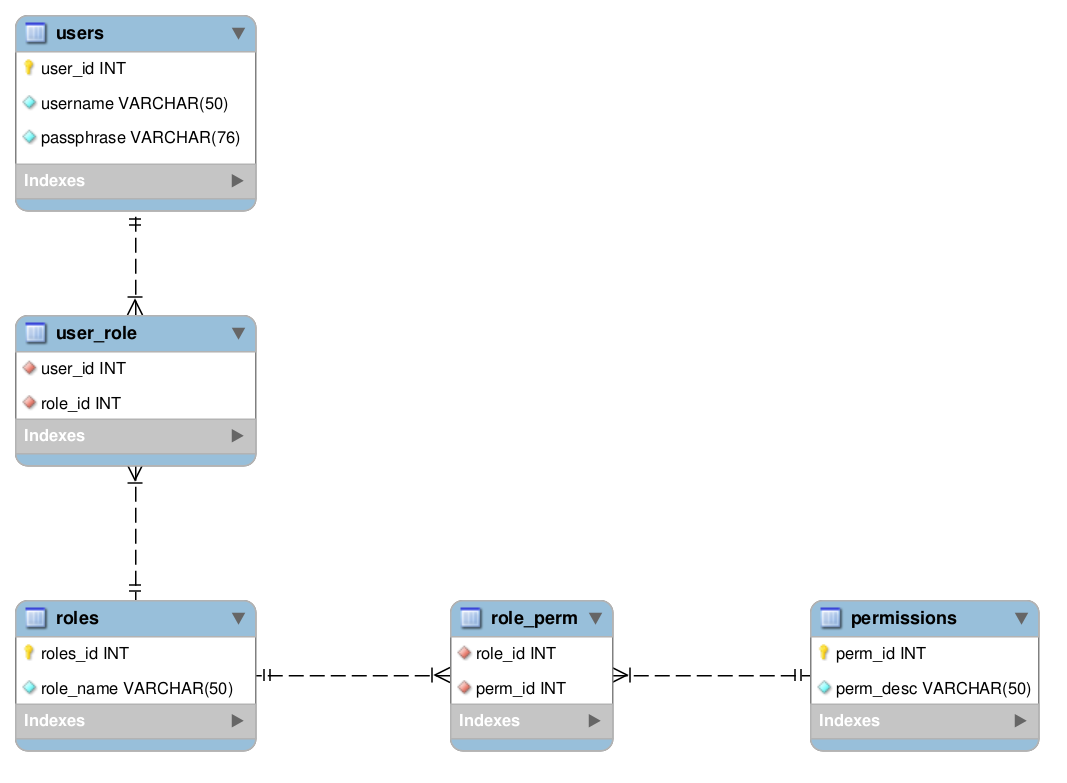 users
user_id INT
username VARCHAR(50)
passphrase VARCHAR(76)
Indexes
user_role
user_id INT
role_id INT
Indexes
roles
roles_id INT
role_name VARCHAR(50)
Indexes
role_perm
role_id INT
perm_id INT
Indexes
permissions
perm_id INT
perm_desc VARCHAR(50)
Indexes